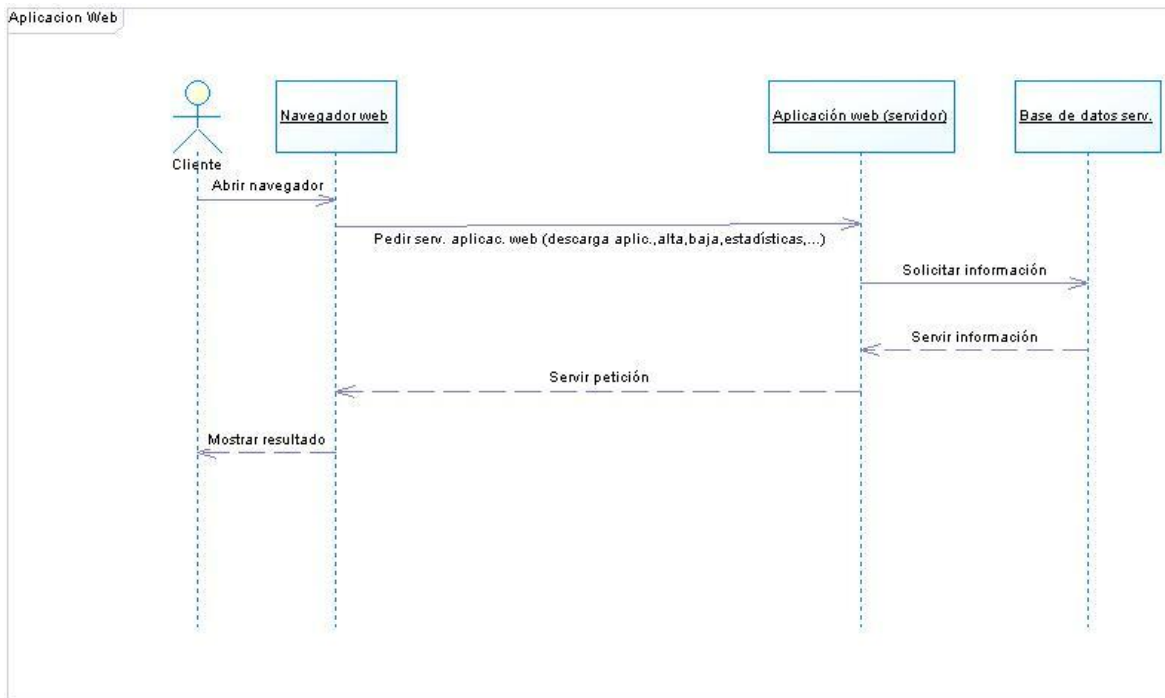 Aplicacion Web
Navegador web
Aplicación web (servidor)
Base de datos serv.
Cliente
Abrir navegador
Pedir serv. aplicac. web (descarga aplic.,alta,baja,estadísticas,...)
Solicitar información
Servir información
Servir petición
Mostrar resultado